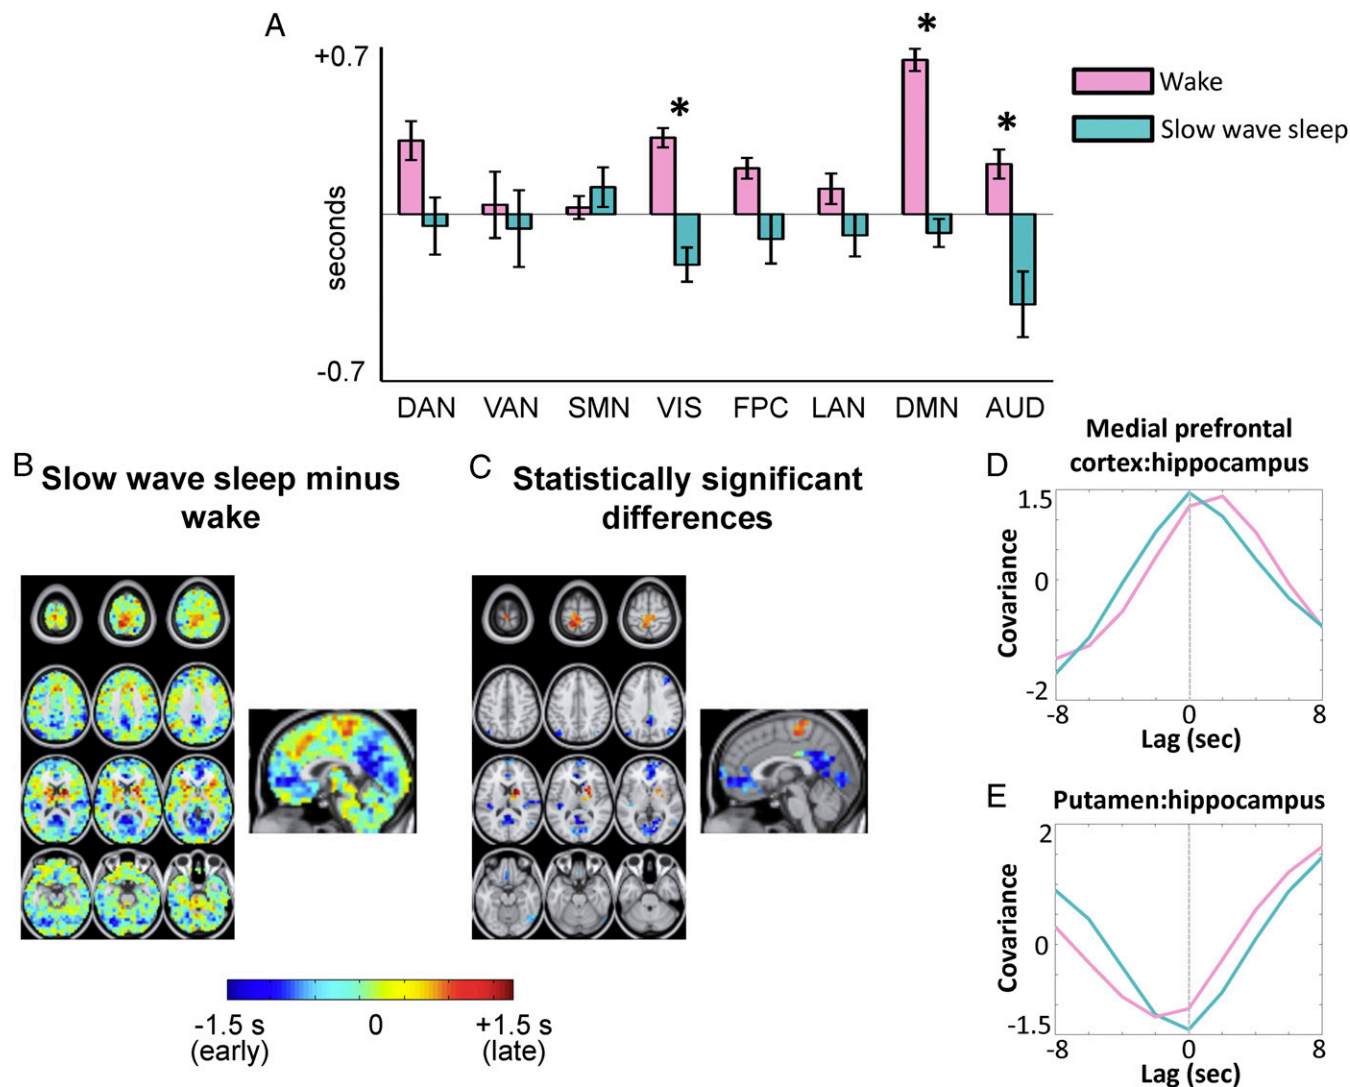 A
*
+0.7
Wake
*
*
Slow wave sleep
seconds
-0.7
DAN VAN SMN VIS FPC LAN DMN AUD
B
Slow wave sleep minus
wake
C
Statistically significant
differences
-1.5 s 0 +1.5 s
(early) (late)
D
Medial prefrontal
cortex:hippocampus
1.5
0
-2
Covariance
-8 0 8
Lag (sec)
E
Putamen:hippocampus
2
0
-1.5
Covariance
-8 0 8
Lag (sec)